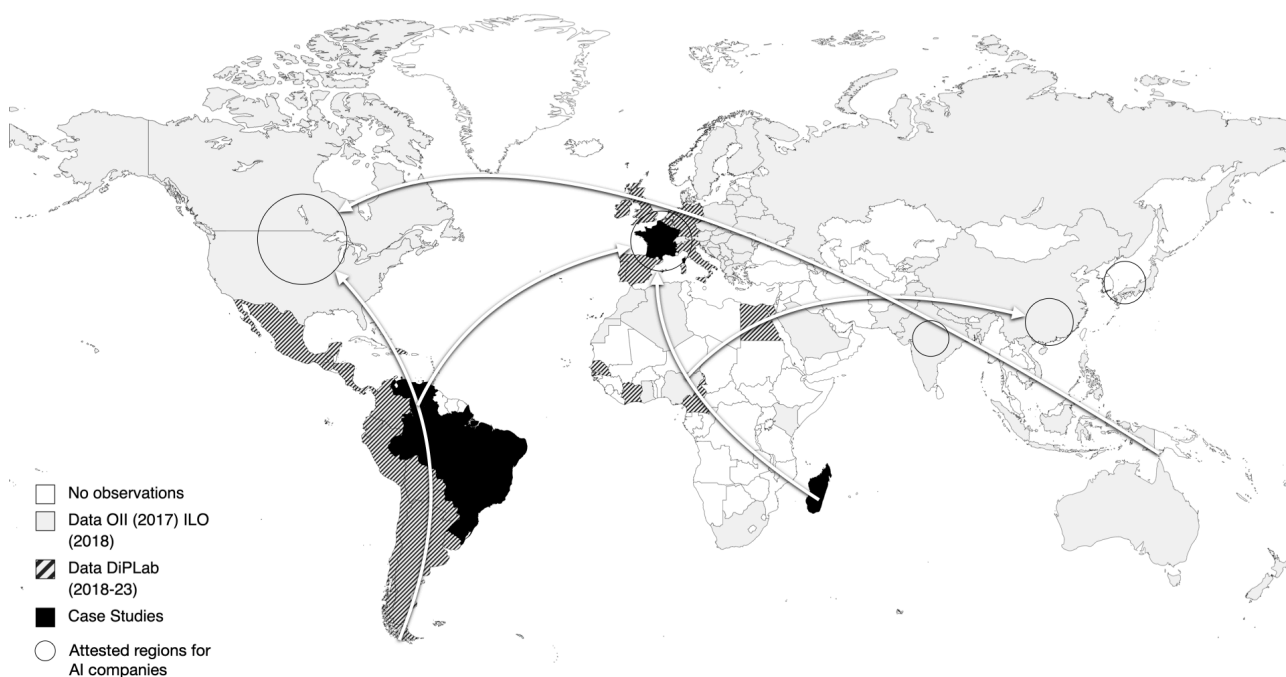 No observations
Data OII (2017) ILO
(2018)
Data DiPLab
(2018-23)
Case Studies
Attested regions for
AI companies